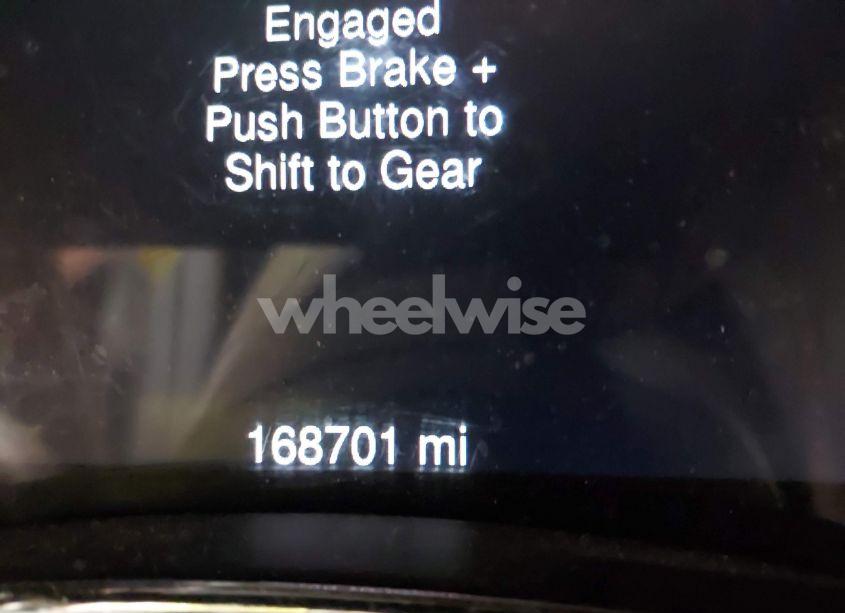 Engaged
Press Brake +
Push Button to
Shift to Gear
wheelwise
168701 mi